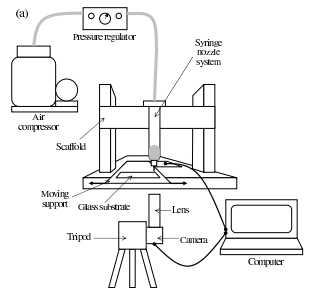 (a)
Pressure regulator
Syringe
nozzle
system
Air
compressor
Scaffold
Moving
support
Glass substrate
Lens
Tripod
Camera
Computer